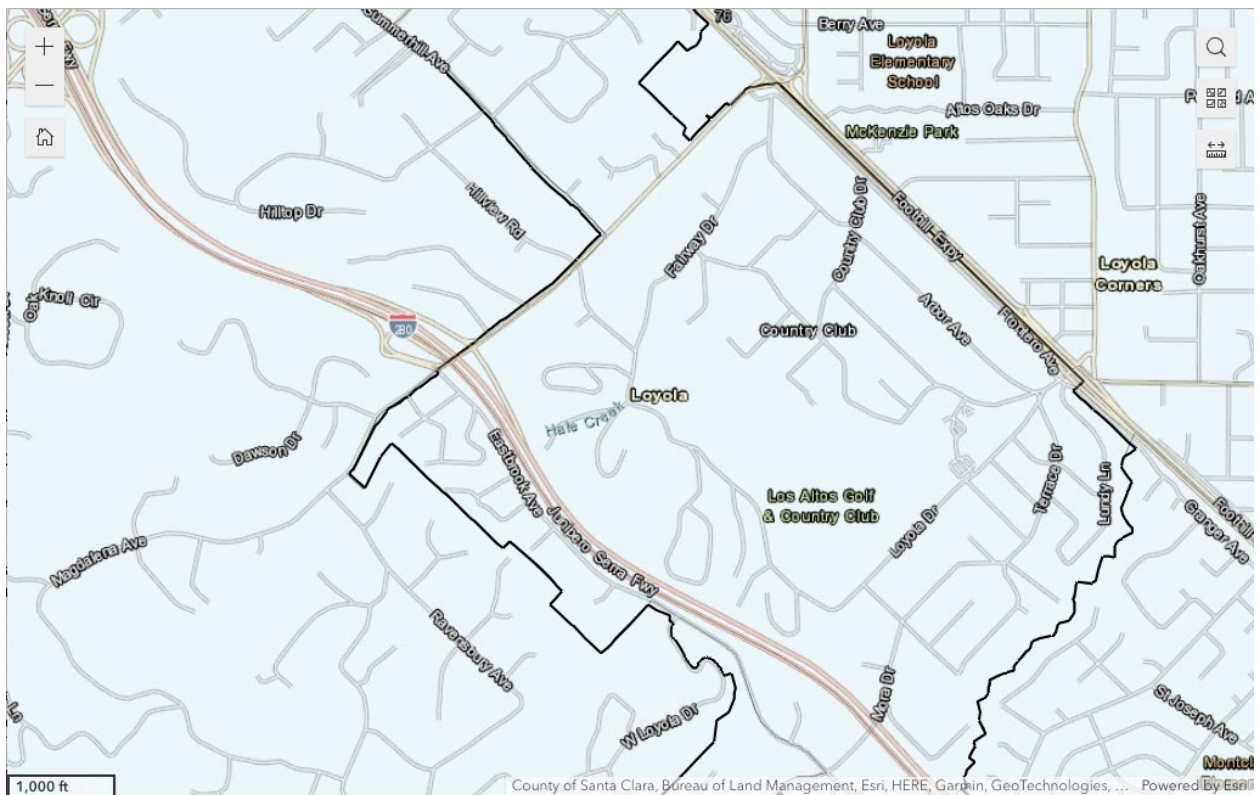 76
Berry Ave
Summerhill Ave
Loyola
Elementary
School
Altos Oaks Dr
McKenzie Park
Hillview Rd
Hilltop Dr
Fairway Dr
Country Club Dr
Foothill Expy
Oakhurst Ave
Loyola
Corners
Oak Knoll Cir
280
Arbor Ave
Frontero Ave
Country Club
Loyola
Hale Creek
Dawson Dr
Eastbrook Ave
Los Altos Golf
& Country Club
Terrace Dr
Lundy Ln
Loyola Dr
Granger Ave
Foothill
Magdalena Ave
Junipero Serra Fwy
Ravensbury Ave
Mora Dr
St Joseph Ave
W Loyola Dr
Ln
1,000 ft
County of Santa Clara, Bureau of Land Management, Esri, HERE, Garmin, GeoTechnologies, ...
Powered by Esri